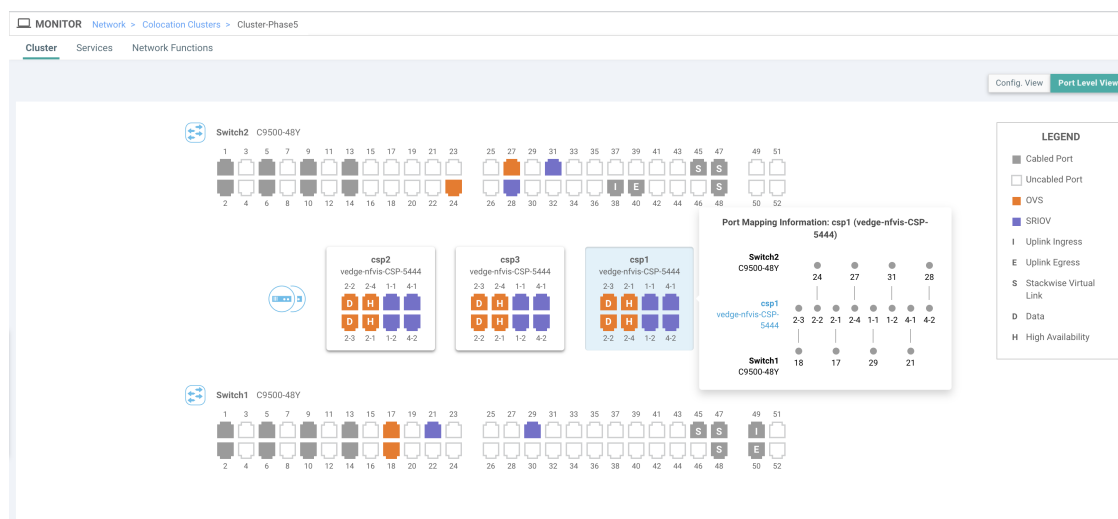 MONITOR Network > Colocation Clusters > Cluster-Phase5
Cluster Services Network Functions
Config. View Port Level View
Switch2 C9500-48Y
1 3 5 7 9 11 13 15 17 19 21 23 25 27 29 31 33 35 37 39 41 43 45 47 49 51
S S
I E S
2 4 6 8 10 12 14 16 18 20 22 24 26 28 30 32 34 36 38 40 42 44 46 48 50 52
csp2
vedge-nfvis-CSP-5444
2-2 2-4 1-1 4-1
D H
D H
2-3 2-1 1-2 4-2
csp3
vedge-nfvis-CSP-5444
2-2 2-4 1-1 4-1
D H
D H
2-3 2-1 1-2 4-2
csp1
vedge-nfvis-CSP-5444
2-3 2-1 1-1 4-1
D H
D H
2-2 2-4 1-2 4-2
Port Mapping Information: csp1 (vedge-nfvis-CSP-
5444)
Switch2
C9500-48Y
24 27 31 28
csp1
vedge-nfvis-CSP-
5444
2-3 2-2 2-1 2-4 1-1 1-2 4-1 4-2
Switch1
C9500-48Y
18 17 29 21
Switch1 C9500-48Y
1 3 5 7 9 11 13 15 17 19 21 23 25 27 29 31 33 35 37 39 41 43 45 47 49 51
S S I
S E
2 4 6 8 10 12 14 16 18 20 22 24 26 28 30 32 34 36 38 40 42 44 46 48 50 52
LEGEND
Cabled Port
Uncabled Port
OVS
SRIOV
I Uplink Ingress
E Uplink Egress
S Stackwise Virtual
Link
D Data
H High Availability